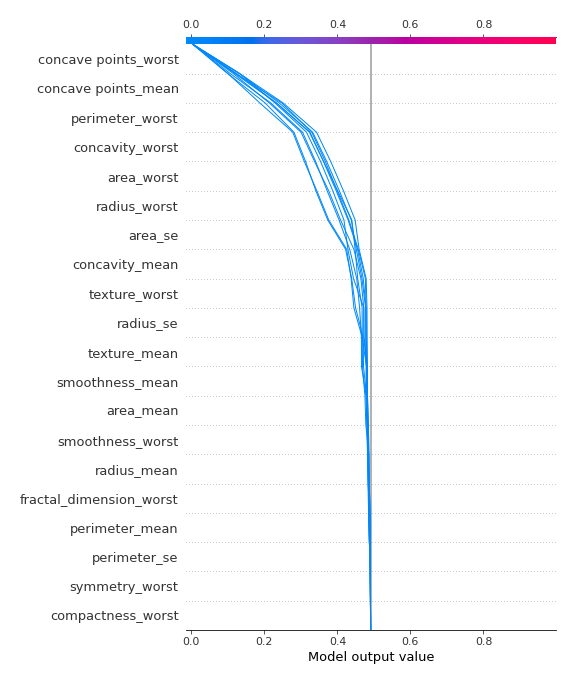 0.0 0.2 0.4 0.6 0.8
concave points_worst
concave points_mean
perimeter_worst
concavity_worst
area_worst
radius_worst
area_se
concavity_mean
texture_worst
radius_se
texture_mean
smoothness_mean
area_mean
smoothness_worst
radius_mean
fractal_dimension_worst
perimeter_mean
perimeter_se
symmetry_worst
compactness_worst
0.0 0.2 0.4 0.6 0.8
Model output value